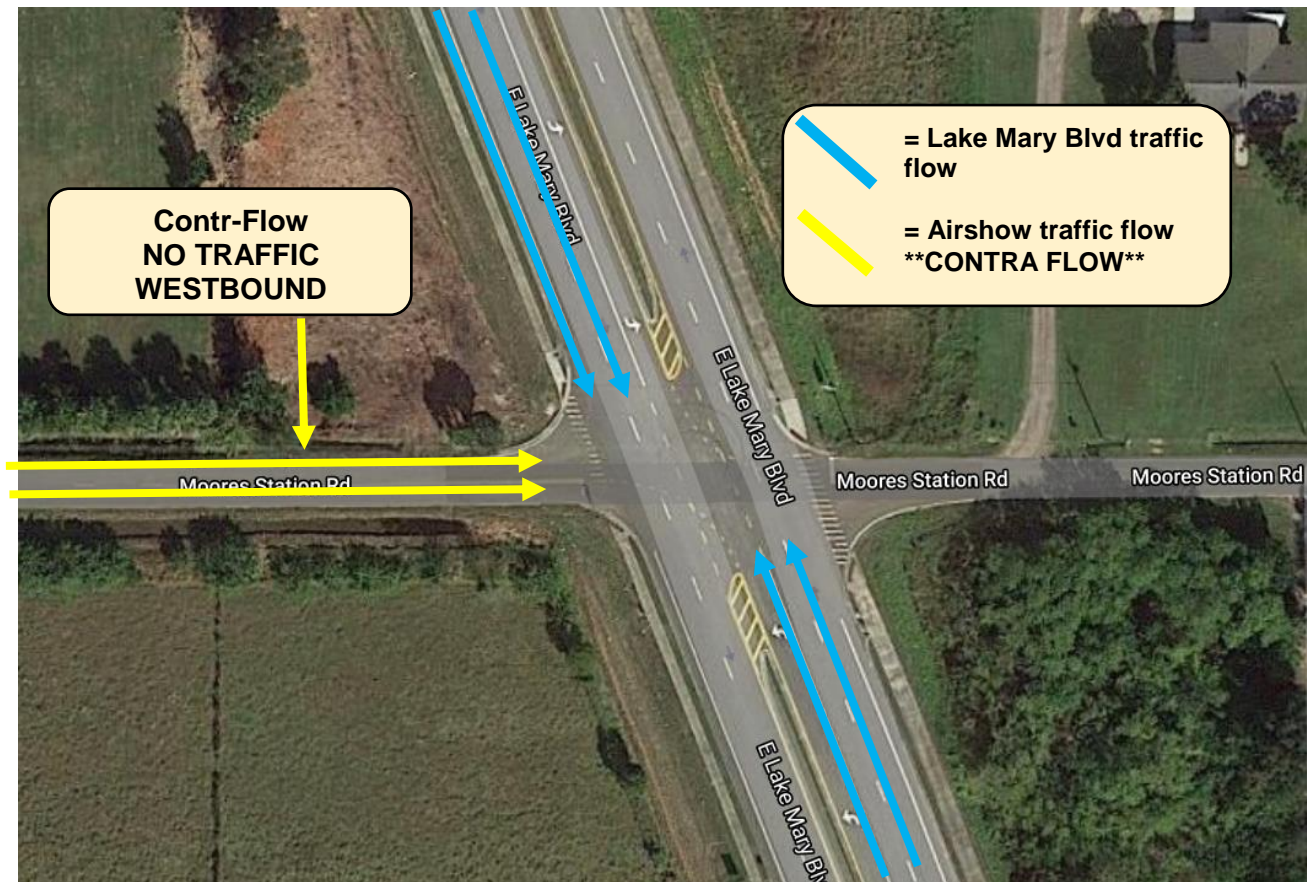 E Lake Mary Blvd
= Lake Mary Blvd traffic
flow
= Airshow traffic flow
**CONTRA FLOW**
Contr-Flow
NO TRAFFIC
WESTBOUND
E Lake Mary Blvd
Moores Station Rd
Moores Station Rd
Moores Station Rd
E Lake Mary Blv